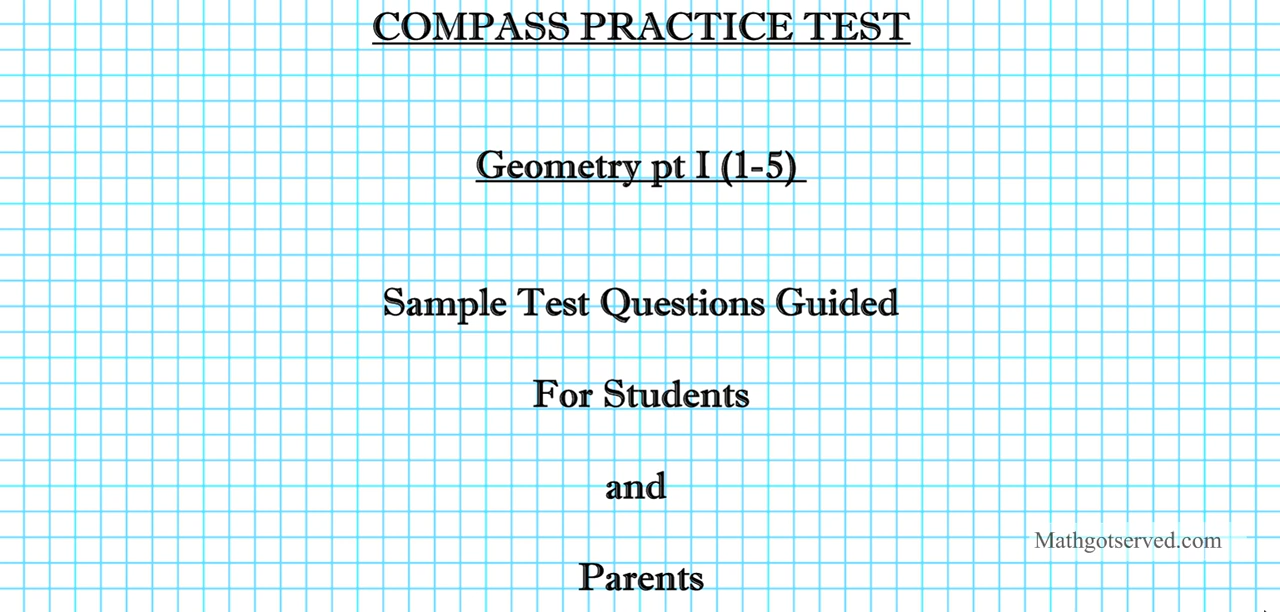 COMPASS PRACTICE TEST
Geometry pt I (1-5)
Sample Test Questions Guided
For Students
and
Mathgotserved.com
Parents